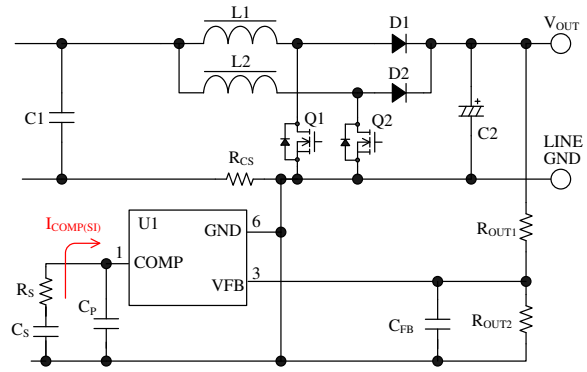 L1
D1
VOUT
L2
D2
C1
Q1
Q2
C2
LINE
GND
RCS
ICOMP(SI)
U1
GND
6
ROUT1
1
COMP
VFB
3
RS
CP
CFB
ROUT2
CS